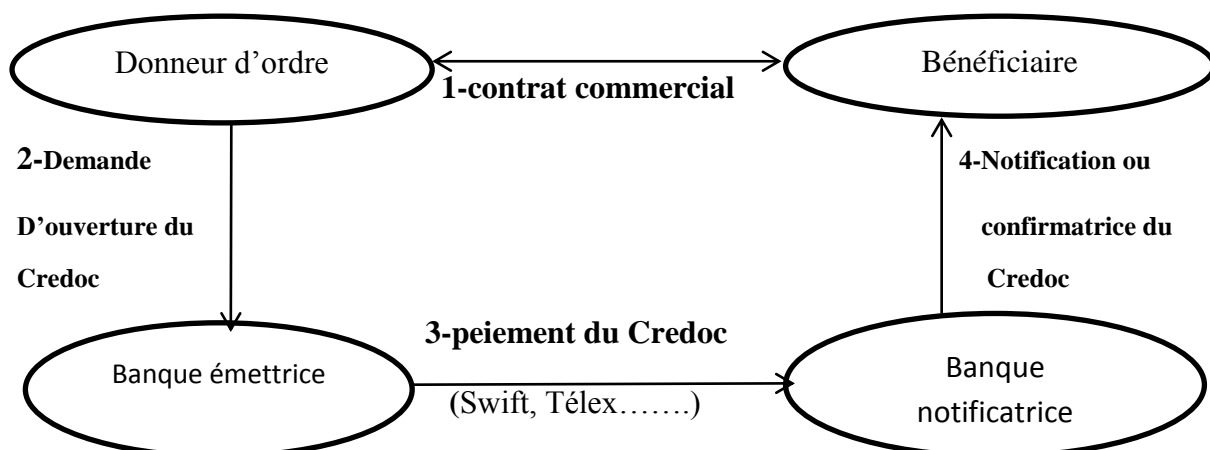 Donneur d’ordre
Bénéficiaire
1-contrat commercial
2-Demande
D’ouverture du
Credoc
4-Notification ou
confirmatrice du
Credoc
3-peiement du Credoc
(Swift, Télex…….)
Banque émettrice
Banque
notificatrice